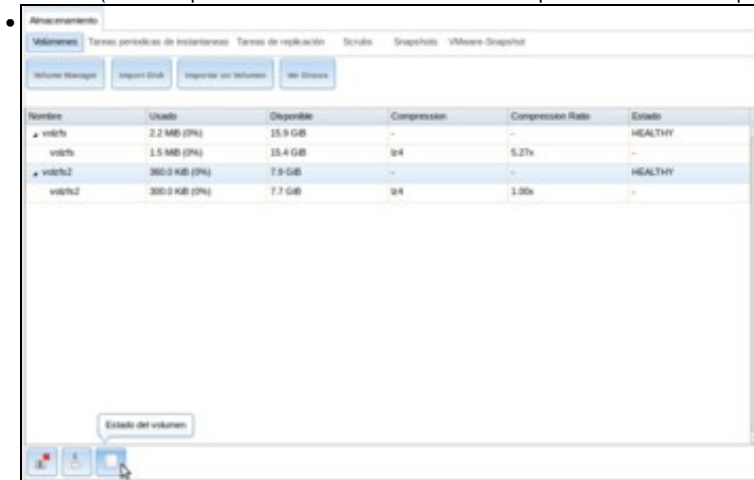 Almacenamiento
Volúmenes Tareas periodicas de instantaneas Tareas de replicación Scrubs Snapshots VMware-Snapshot
Volume Manager Import Disk Importar un Volumen Ver Discos
Nombre Usado Disponible Compression Compression Ratio Estado
volzfs 2.2 MiB (0%) 15.9 GiB - - HEALTHY
volzfs 1.5 MiB (0%) 15.4 GiB lz4 5.27x -
volzfs2 360.0 KiB (0%) 7.9 GiB - - HEALTHY
volzfs2 300.0 KiB (0%) 7.7 GiB lz4 1.00x -
Estado del volumen